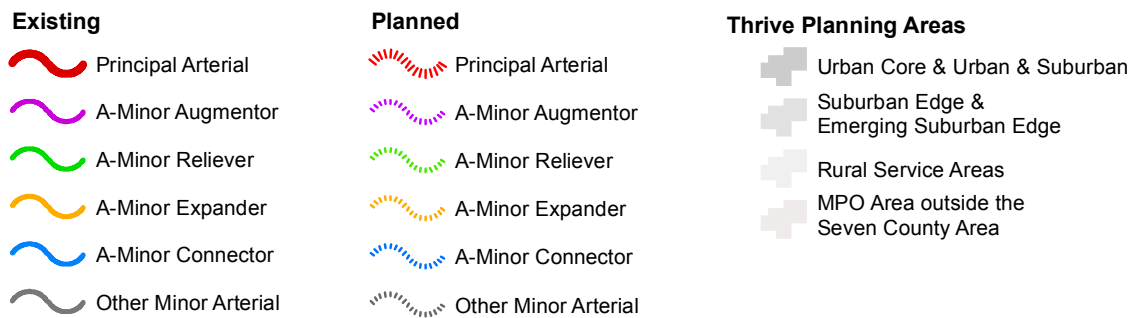 Existing
Principal Arterial
A-Minor Augmentor
A-Minor Reliever
A-Minor Expander
A-Minor Connector
Other Minor Arterial
Planned
Principal Arterial
A-Minor Augmentor
A-Minor Reliever
A-Minor Expander
A-Minor Connector
Other Minor Arterial
Thrive Planning Areas
Urban Core & Urban & Suburban
Suburban Edge &
Emerging Suburban Edge
Rural Service Areas
MPO Area outside the
Seven County Area